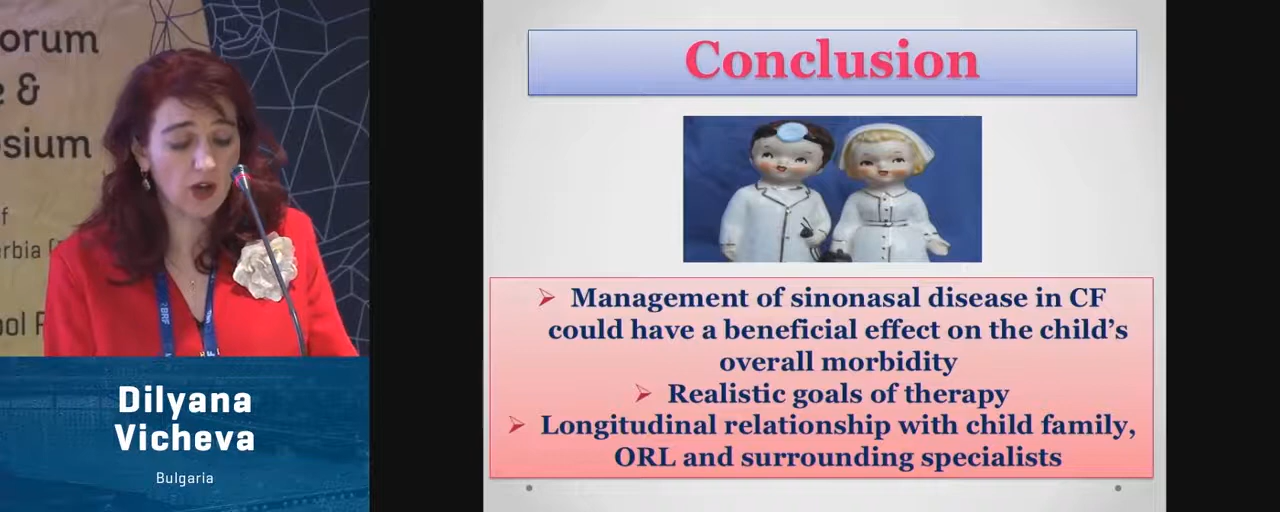 orum
e &
osium
f
erbia
ool
Conclusion
Management of sinonasal disease in CF
could have a beneficial effect on the child's
overall morbidity
Realistic goals of therapy
Longitudinal relationship with child family,
ORL and surrounding specialists
Dilyana
Vicheva
Bulgaria